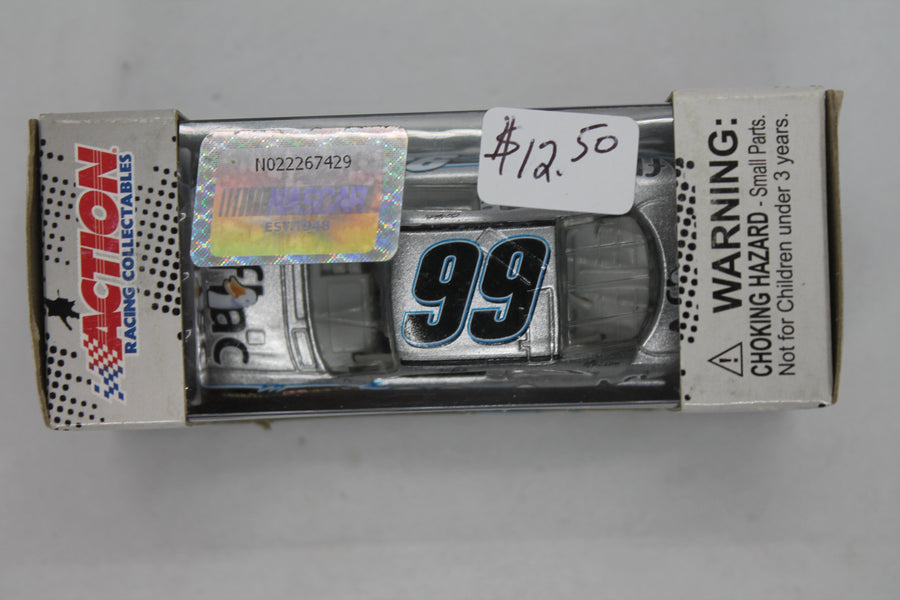 ACTION
RACING COLLECTABLES
N022267429
NASCAR
EST. 1948
$12.50
99
WARNING:
CHOKING HAZARD - Small Parts.
Not for Children under 3 years.